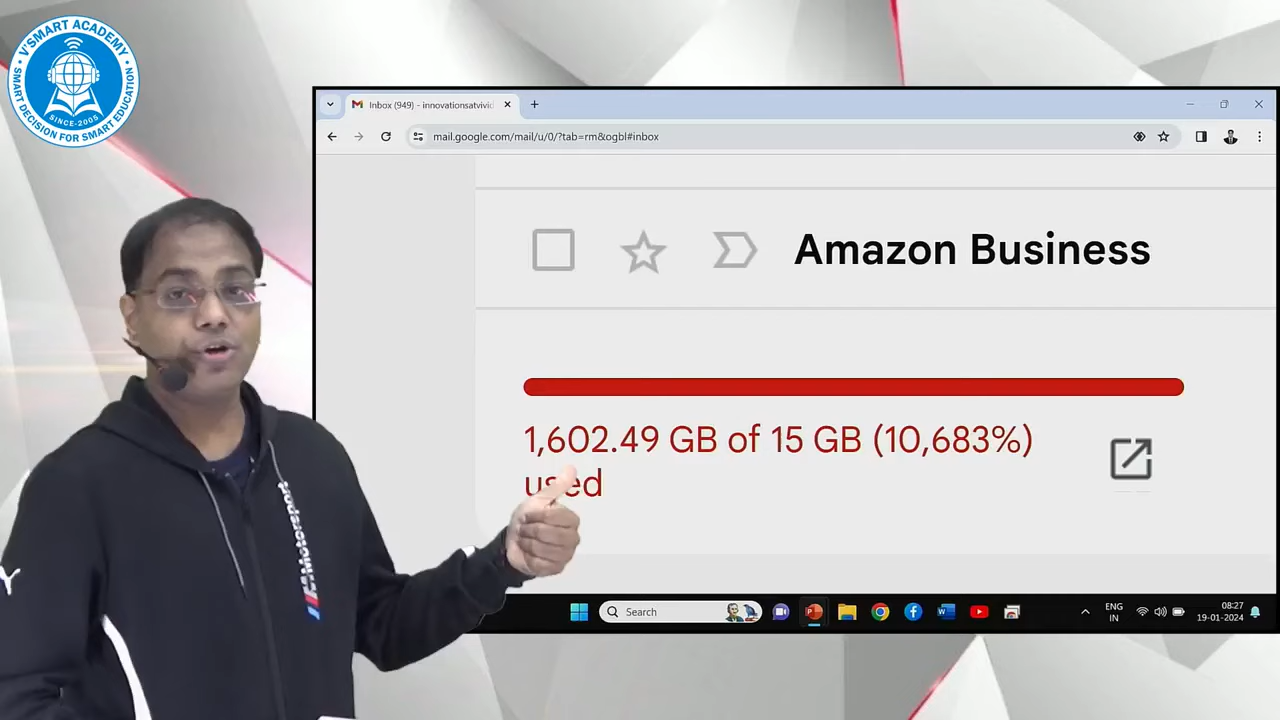 V'SMART ACADEMY
SMART DECISION FOR SMART EDUCATION
SINCE-2005
Inbox (949) - innovationsatvivid
mail.google.com/mail/u/0/?tab=rm&ogbl#inbox
Amazon Business
1,602.49 GB of 15 GB (10,683%)
used
M Motorsport
Search
ENG
IN
08:27
19-01-2024